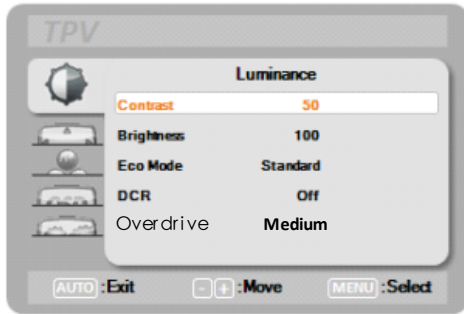 TPV
Luminance
Contrast 50
Brightness 100
Eco Mode Standard
DCR Off
Overdrive Medium
AUTO :Exit - + :Move MENU :Select